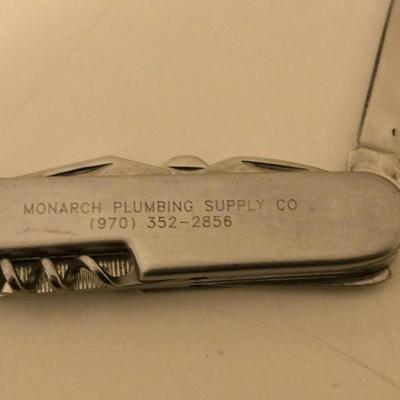 MONARCH PLUMBING SUPPLY CO
(970) 352-2856